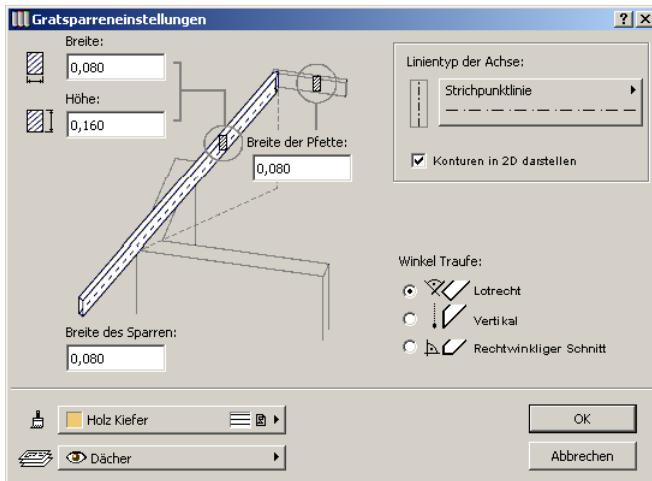 Gratsparreneinstellungen
Breite:
0,080
Höhe:
0,160
Breite der Pfette:
0,080
Breite des Sparren:
0,080
Linientyp der Achse:
Strichpunktlinie
Konturen in 2D darstellen
Winkel Traufe:
Lotrecht
Vertikal
Rechtwinkliger Schnitt
Holz Kiefer
Dächer
OK
Abbrechen